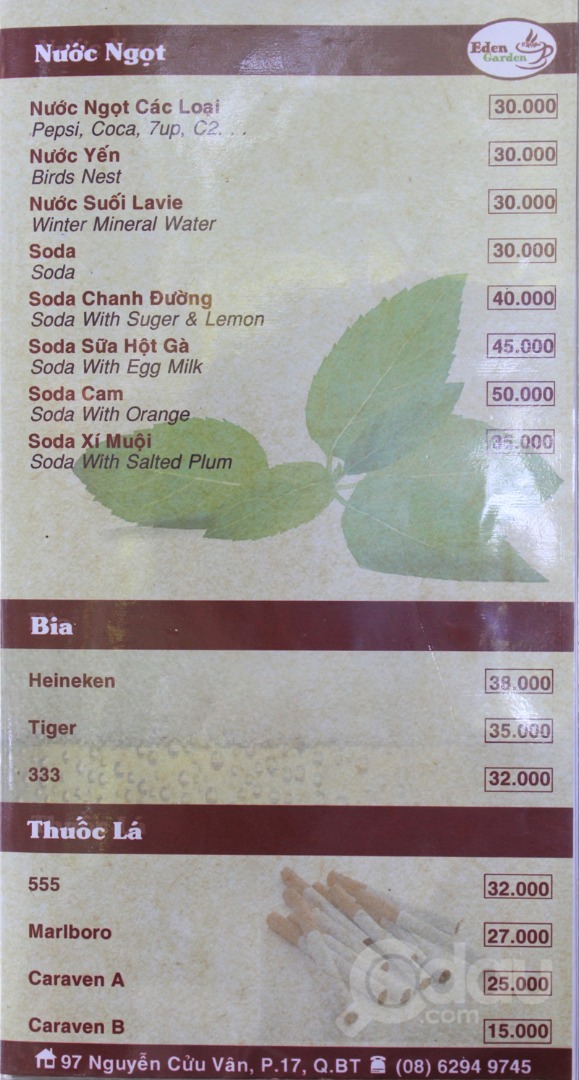 Nước Ngọt
Eden
Garden
Nước Ngọt Các Loại 30.000
Pepsi, Coca, 7up, C2. . .
Nước Yến 30.000
Birds Nest
Nước Suối Lavie 30.000
Winter Mineral Water
Soda 30.000
Soda
Soda Chanh Đường 40.000
Soda With Suger & Lemon
Soda Sữa Hột Gà 45.000
Soda With Egg Milk
Soda Cam 50.000
Soda With Orange
Soda Xí Muội
Soda With Salted Plum
Bia
Heineken 38.000
Tiger 35.000
333 32.000
Thuốc Lá
555 32.000
Marlboro 27.000
Caraven A 25.000
Caraven B 15.000
97 Nguyễn Cửu Vân, P.17, Q.BT (08) 6294 9745